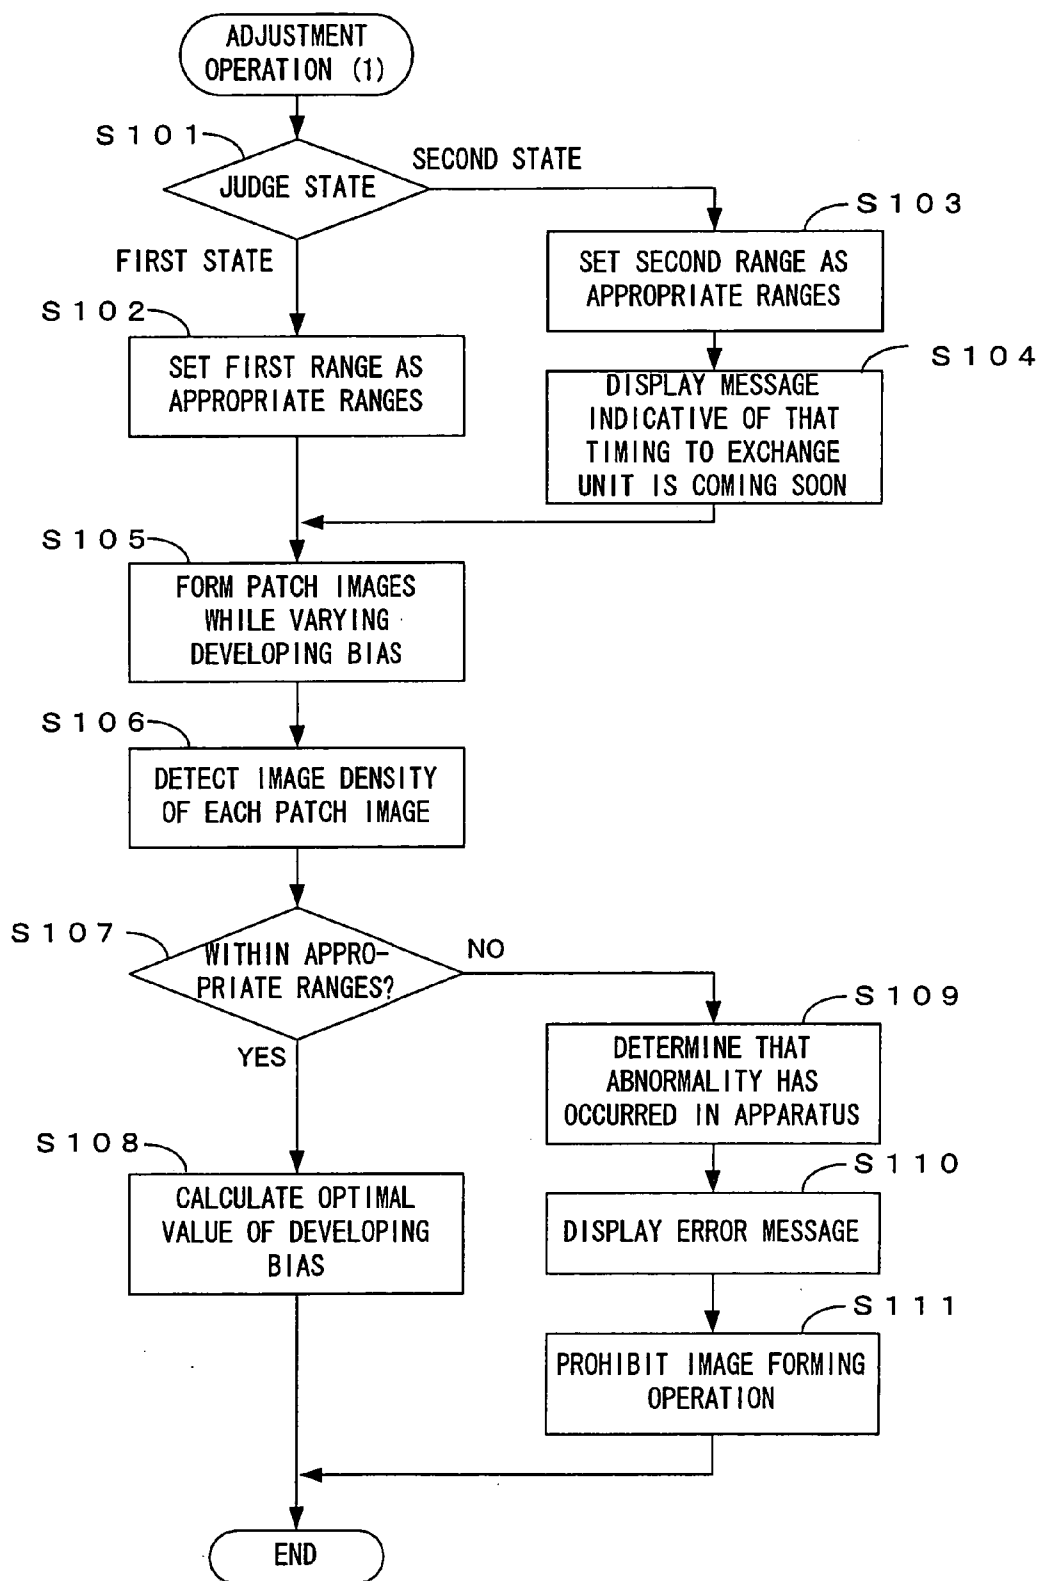 ADJUSTMENT
OPERATION (1)
S101
JUDGE STATE
SECOND STATE
FIRST STATE
S103
SET SECOND RANGE AS
APPROPRIATE RANGES
S102
SET FIRST RANGE AS
APPROPRIATE RANGES
S104
DISPLAY MESSAGE
INDICATIVE OF THAT
TIMING TO EXCHANGE
UNIT IS COMING SOON
S105
FORM PATCH IMAGES
WHILE VARYING
DEVELOPING BIAS
S106
DETECT IMAGE DENSITY
OF EACH PATCH IMAGE
S107
WITHIN APPRO-
PRIATE RANGES?
NO
YES
S109
DETERMINE THAT
ABNORMALITY HAS
OCCURRED IN APPARATUS
S108
CALCULATE OPTIMAL
VALUE OF DEVELOPING
BIAS
S110
DISPLAY ERROR MESSAGE
S111
PROHIBIT IMAGE FORMING
OPERATION
END